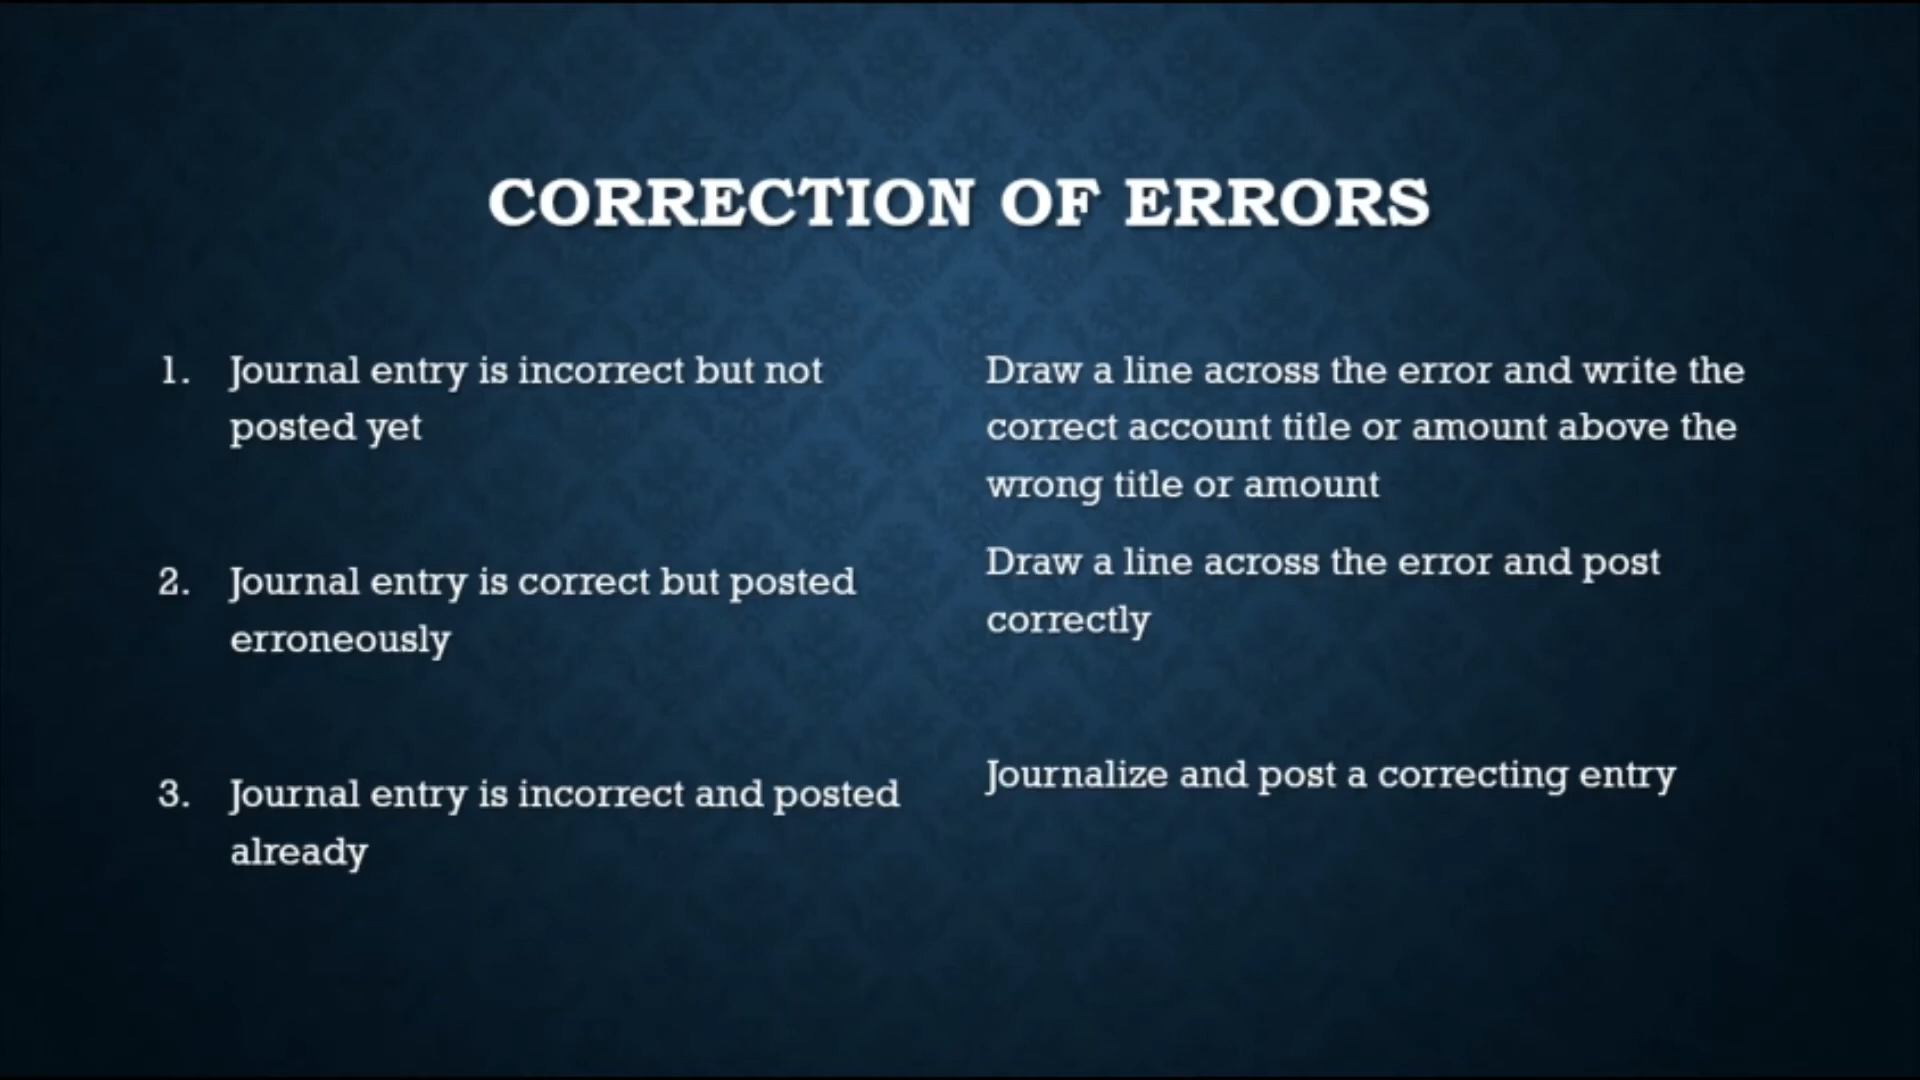 CORRECTION OF ERRORS
1. Journal entry is incorrect but not
posted yet
Draw a line across the error and write the
correct account title or amount above the
wrong title or amount
2. Journal entry is correct but posted
erroneously
Draw a line across the error and post
correctly
3. Journal entry is incorrect and posted
already
Journalize and post a correcting entry